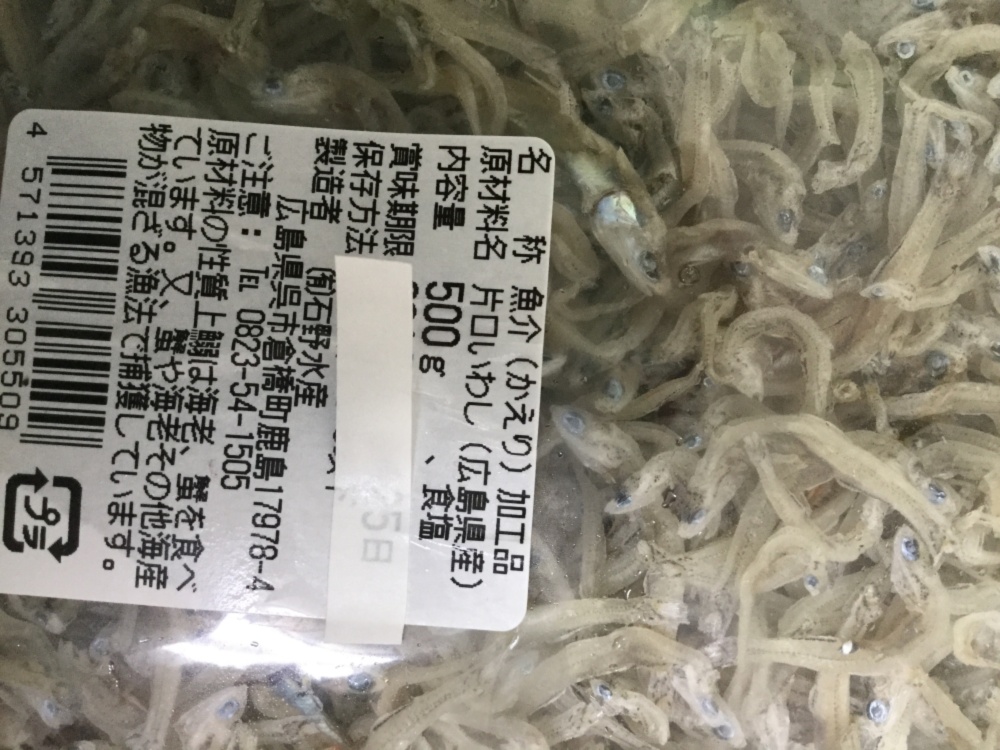 名 称 魚介(かえり)加工品
原材料名 片口いわし(広島県産)、食塩
内容量 500g
賞味期限
保存方法
製造者 ㈲石野水産
広島県呉市倉橋町鹿島17978-4
℡ 0823-54-1505
ご注意:
原材料の性質上鰯は海老、蟹を食べ
ています。又、蟹や海老その他海産
物が混ざる漁法で捕獲しています。
4 571393 305509
プラ